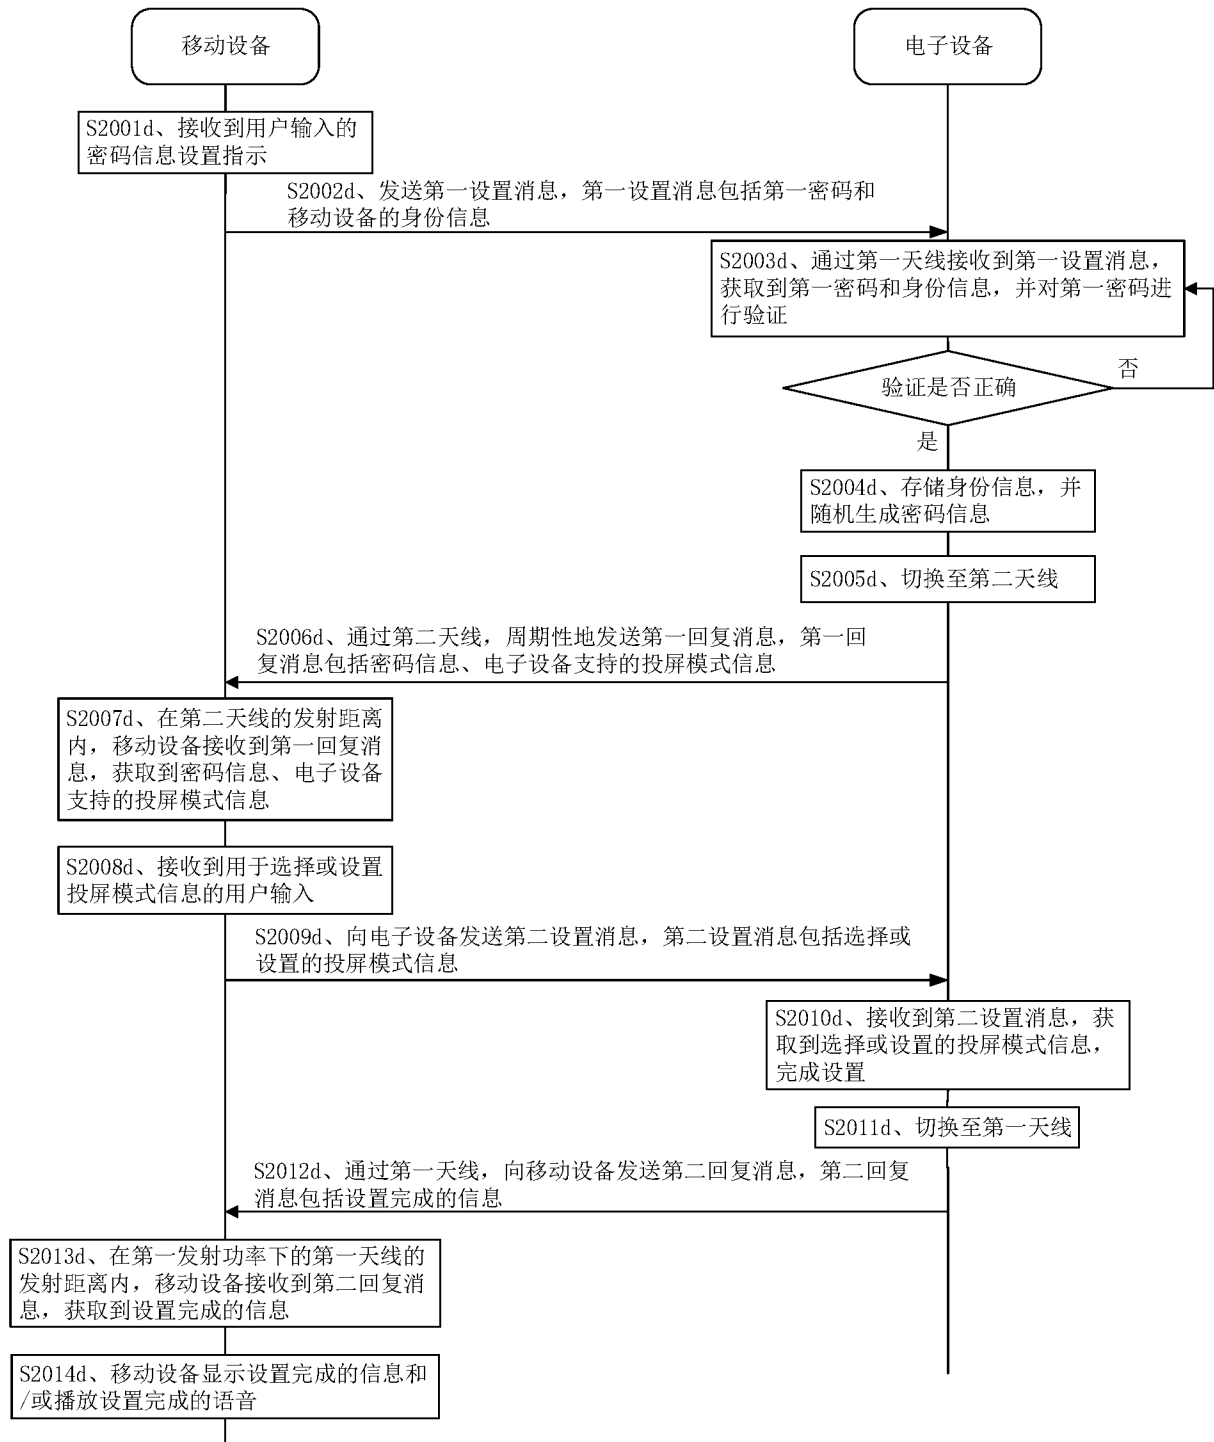 移动设备
电子设备
S2001d、接收到用户输入的
密码信息设置指示
S2002d、发送第一设置消息，第一设置消息包括第一密码和
移动设备的身份信息
S2003d、通过第一天线接收到第一设置消息，
获取到第一密码和身份信息，并对第一密码进
行验证
否
验证是否正确
是
S2004d、存储身份信息，并
随机生成密码信息
S2005d、切换至第二天线
S2006d、通过第二天线，周期性地发送第一回复消息，第一回
复消息包括密码信息、电子设备支持的投屏模式信息
S2007d、在第二天线的发射距离
内，移动设备接收到第一回复消
息，获取到密码信息、电子设备
支持的投屏模式信息
S2008d、接收到用于选择或设置
投屏模式信息的用户输入
S2009d、向电子设备发送第二设置消息，第二设置消息包括选择或
设置的投屏模式信息
S2010d、接收到第二设置消息，获
取到选择或设置的投屏模式信息，
完成设置
S2011d、切换至第一天线
S2012d、通过第一天线，向移动设备发送第二回复消息，第二回复
消息包括设置完成的信息
S2013d、在第一发射功率下的第一天线的
发射距离内，移动设备接收到第二回复消
息，获取到设置完成的信息
S2014d、移动设备显示设置完成的信息和
/或播放设置完成的语音